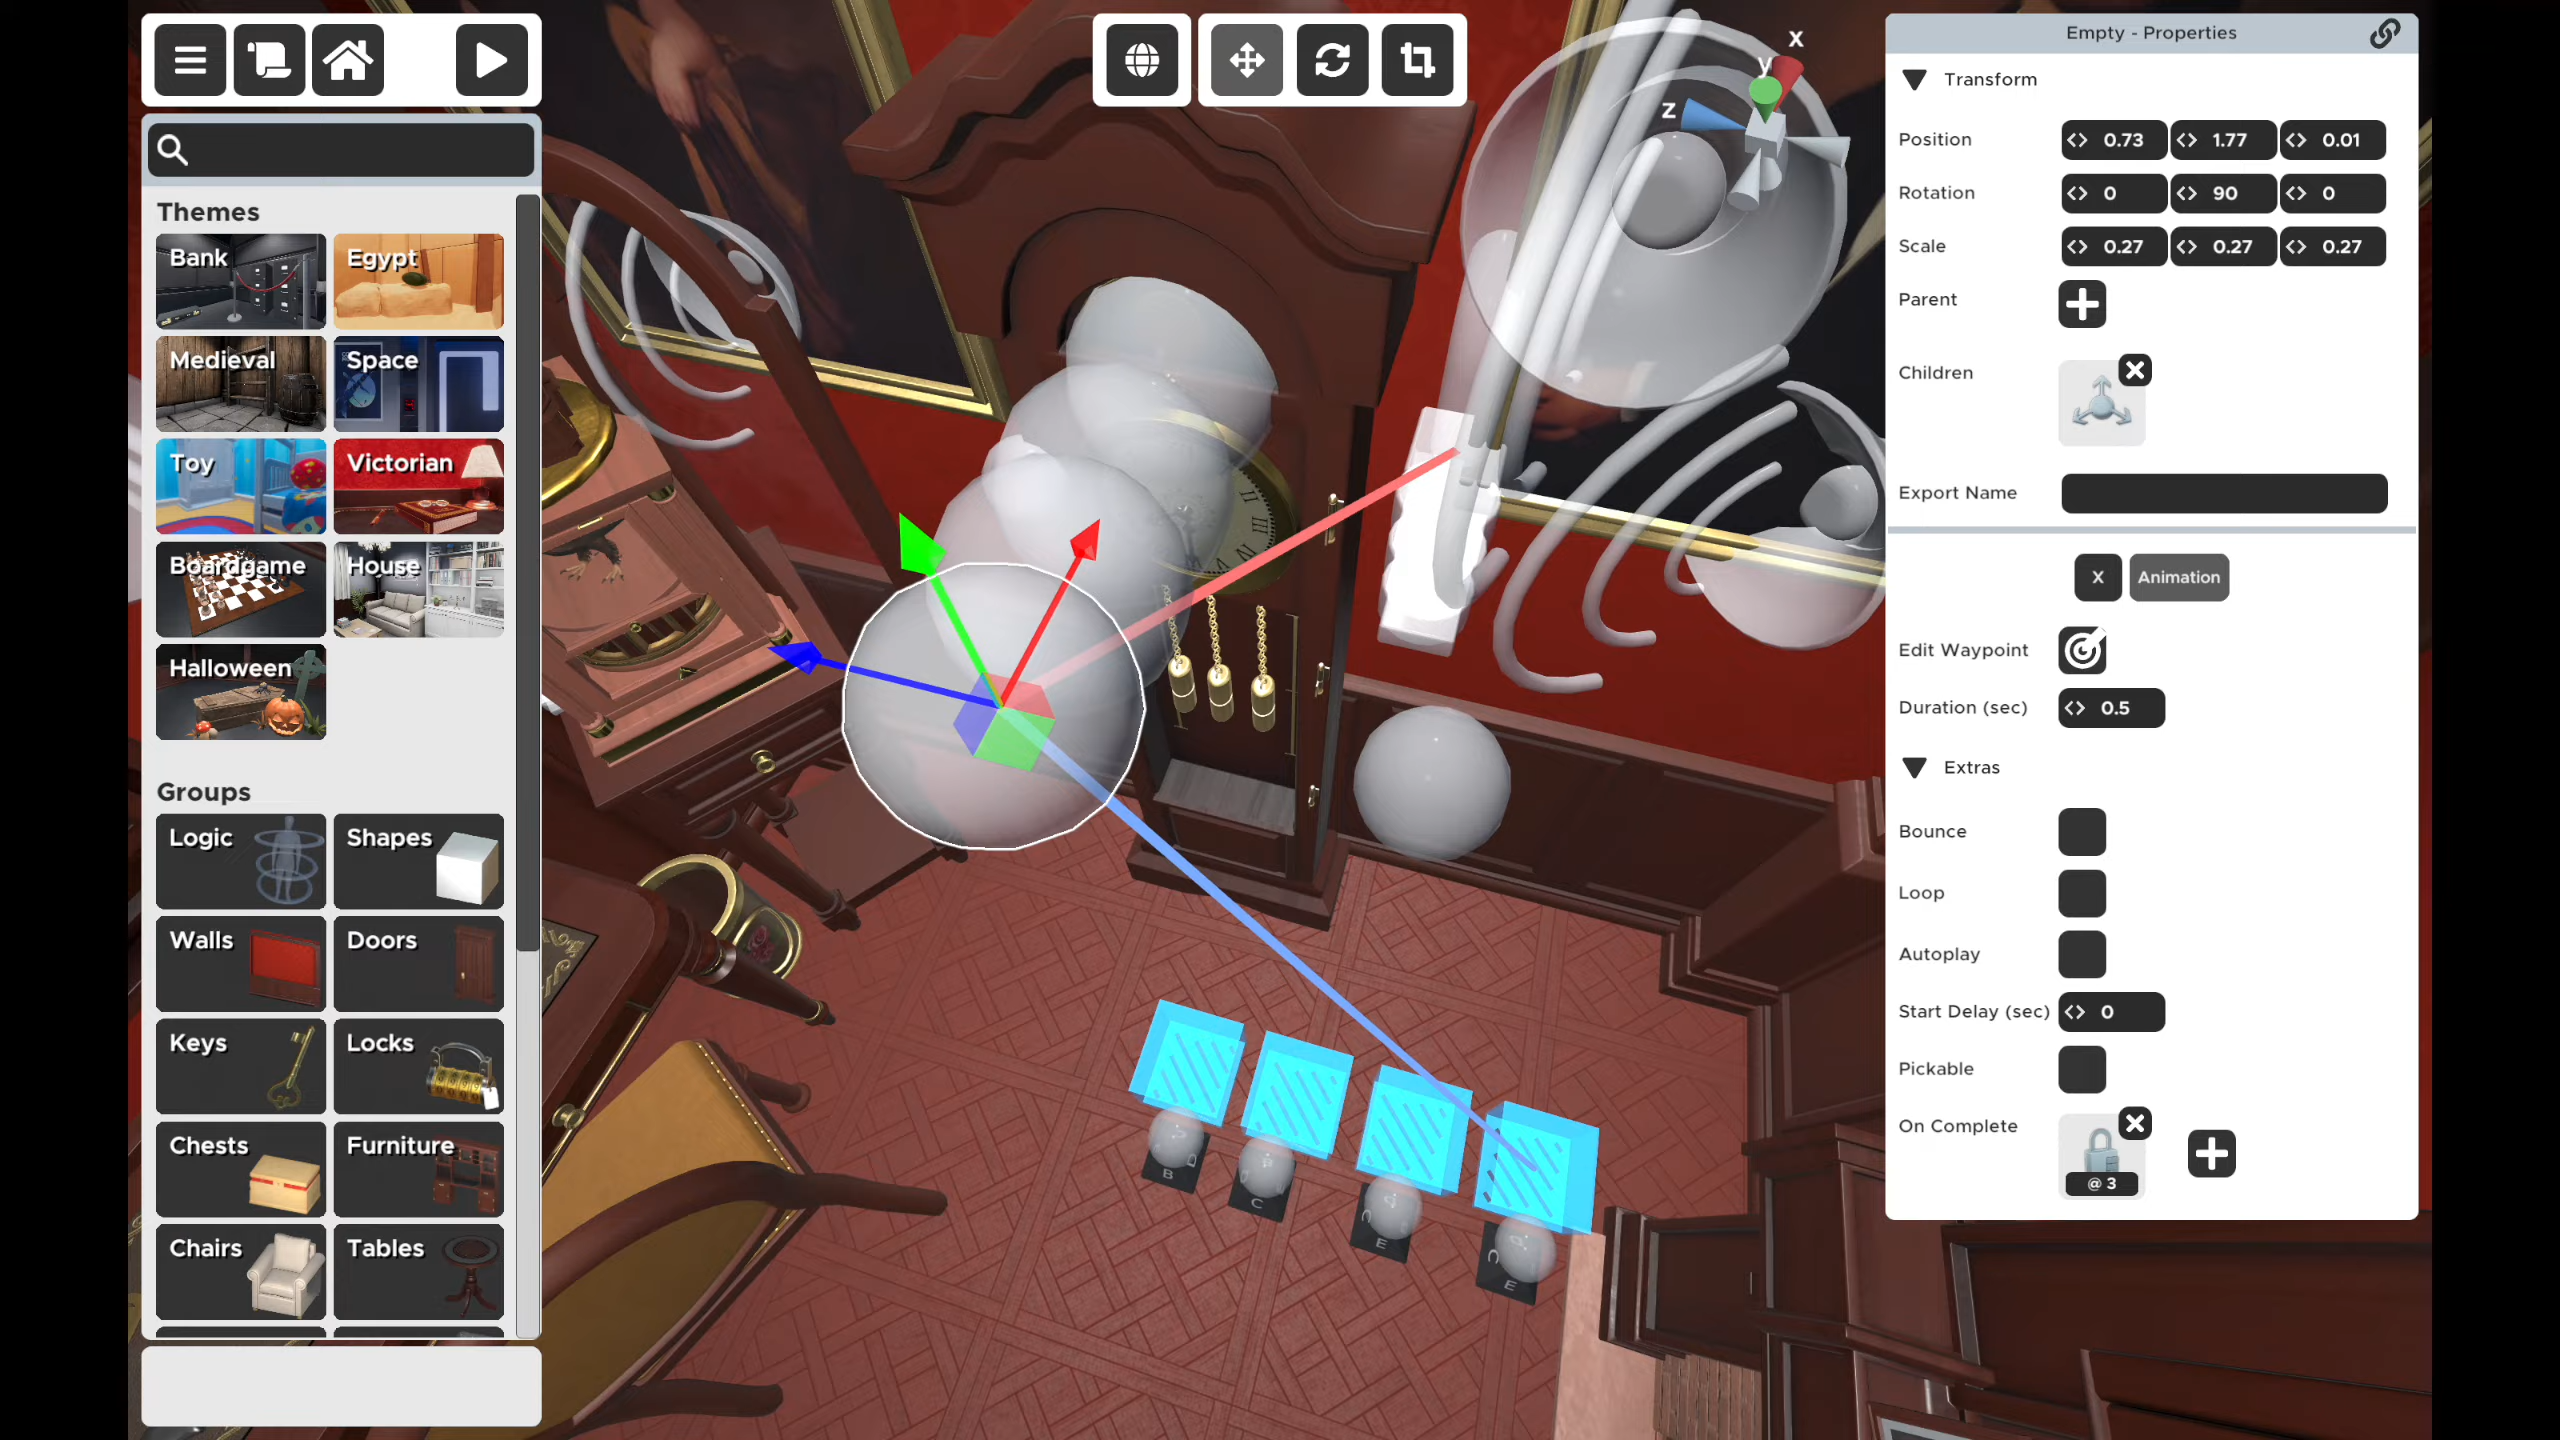 Themes
Bank
Egypt
Medieval
Space
Toy
Victorian
Boardgame
House
Halloween
Groups
Logic
Shapes
Walls
Doors
Keys
Locks
Chests
Furniture
Chairs
Tables
x
y
z
B
C
E
E
Empty - Properties
Transform
Position 0.73 1.77 0.01
Rotation 0 90 0
Scale 0.27 0.27 0.27
Parent
Children
Export Name
X Animation
Edit Waypoint
Duration (sec) 0.5
Extras
Bounce
Loop
Autoplay
Start Delay (sec) 0
Pickable
On Complete
@ 3